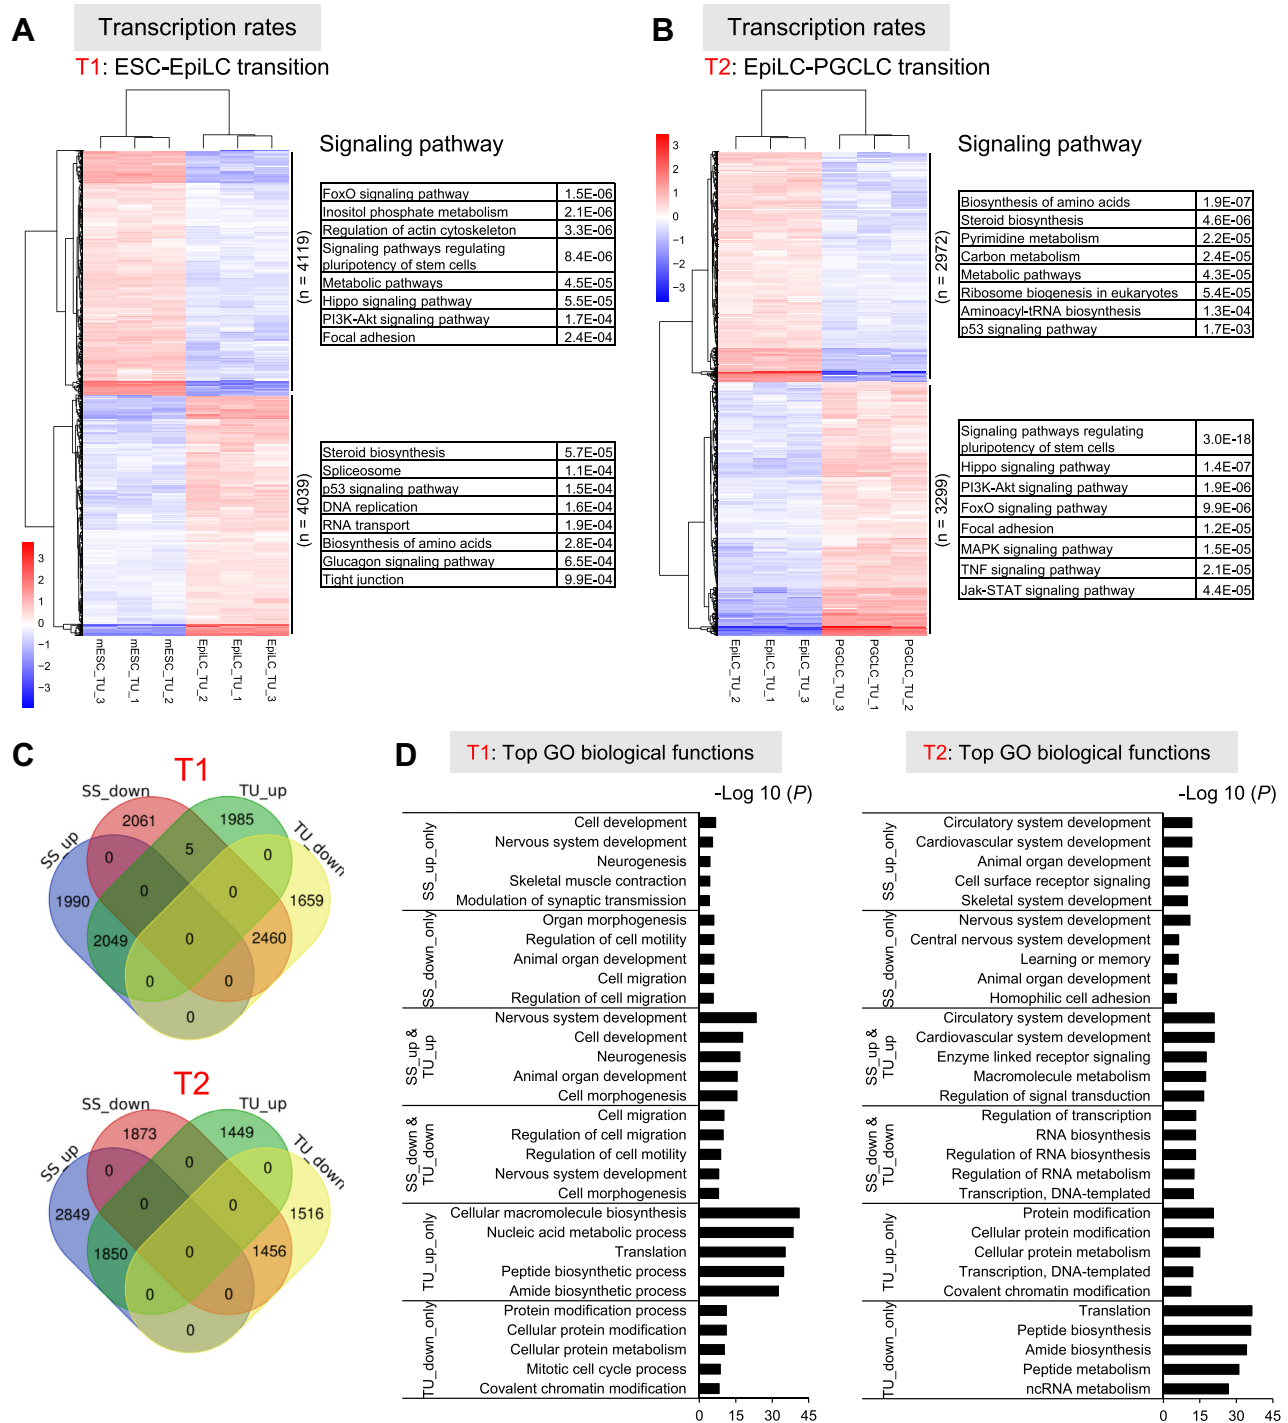 A
Transcription rates
T1: ESC-EpiLC transition
Signaling pathway
FoxO signaling pathway 1.5E-06
Inositol phosphate metabolism 2.1E-06
Regulation of actin cytoskeleton 3.3E-06
Signaling pathways regulating
pluripotency of stem cells 8.4E-06
Metabolic pathways 4.5E-05
Hippo signaling pathway 5.5E-05
PI3K-Akt signaling pathway 1.7E-04
Focal adhesion 2.4E-04
(n = 4119)
Steroid biosynthesis 5.7E-05
Spliceosome 1.1E-04
p53 signaling pathway 1.5E-04
DNA replication 1.6E-04
RNA transport 1.9E-04
Biosynthesis of amino acids 2.8E-04
Glucagon signaling pathway 6.5E-04
Tight junction 9.9E-04
(n = 4039)
3
2
1
0
−1
−2
−3
mESC_TU_3
mESC_TU_1
mESC_TU_2
EpiLC_TU_2
EpiLC_TU_1
EpiLC_TU_3
B
Transcription rates
T2: EpiLC-PGCLC transition
3
2
1
0
−1
−2
−3
Signaling pathway
Biosynthesis of amino acids 1.9E-07
Steroid biosynthesis 4.6E-06
Pyrimidine metabolism 2.2E-05
Carbon metabolism 2.4E-05
Metabolic pathways 4.3E-05
Ribosome biogenesis in eukaryotes 5.4E-05
Aminoacyl-tRNA biosynthesis 1.3E-04
p53 signaling pathway 1.7E-03
(n = 2972)
Signaling pathways regulating
pluripotency of stem cells 3.0E-18
Hippo signaling pathway 1.4E-07
PI3K-Akt signaling pathway 1.9E-06
FoxO signaling pathway 9.9E-06
Focal adhesion 1.2E-05
MAPK signaling pathway 1.5E-05
TNF signaling pathway 2.1E-05
Jak-STAT signaling pathway 4.4E-05
(n = 3299)
EpiLC_TU_2
EpiLC_TU_1
EpiLC_TU_3
PGCLC_TU_3
PGCLC_TU_1
PGCLC_TU_2
C
T1
SS_down
TU_up
SS_up
TU_down
2061
1985
0
5
0
1990
0
0
1659
2049
0
2460
0
0
0
T2
SS_down
TU_up
SS_up
TU_down
1873
1449
0
0
0
2849
0
0
1516
1850
0
1456
0
0
0
D
T1: Top GO biological functions
-Log 10 (P)
SS_up_only
Cell development
Nervous system development
Neurogenesis
Skeletal muscle contraction
Modulation of synaptic transmission
SS_down_only
Organ morphogenesis
Regulation of cell motility
Animal organ development
Cell migration
Regulation of cell migration
SS_up &
TU_up
Nervous system development
Cell development
Neurogenesis
Animal organ development
Cell morphogenesis
SS_down &
TU_down
Cell migration
Regulation of cell migration
Regulation of cell motility
Nervous system development
Cell morphogenesis
TU_up_only
Cellular macromolecule biosynthesis
Nucleic acid metabolic process
Translation
Peptide biosynthetic process
Amide biosynthetic process
TU_down_only
Protein modification process
Cellular protein modification
Cellular protein metabolism
Mitotic cell cycle process
Covalent chromatin modification
0 15 30 45
T2: Top GO biological functions
-Log 10 (P)
SS_up_only
Circulatory system development
Cardiovascular system development
Animal organ development
Cell surface receptor signaling
Skeletal system development
SS_down_only
Nervous system development
Central nervous system development
Learning or memory
Animal organ development
Homophilic cell adhesion
SS_up &
TU_up
Circulatory system development
Cardiovascular system development
Enzyme linked receptor signaling
Macromolecule metabolism
Regulation of signal transduction
SS_down &
TU_down
Regulation of transcription
RNA biosynthesis
Regulation of RNA biosynthesis
Regulation of RNA metabolism
Transcription, DNA-templated
TU_up_only
Protein modification
Cellular protein modification
Cellular protein metabolism
Transcription, DNA-templated
Covalent chromatin modification
TU_down_only
Translation
Peptide biosynthesis
Amide biosynthesis
Peptide metabolism
ncRNA metabolism
0 15 30 45